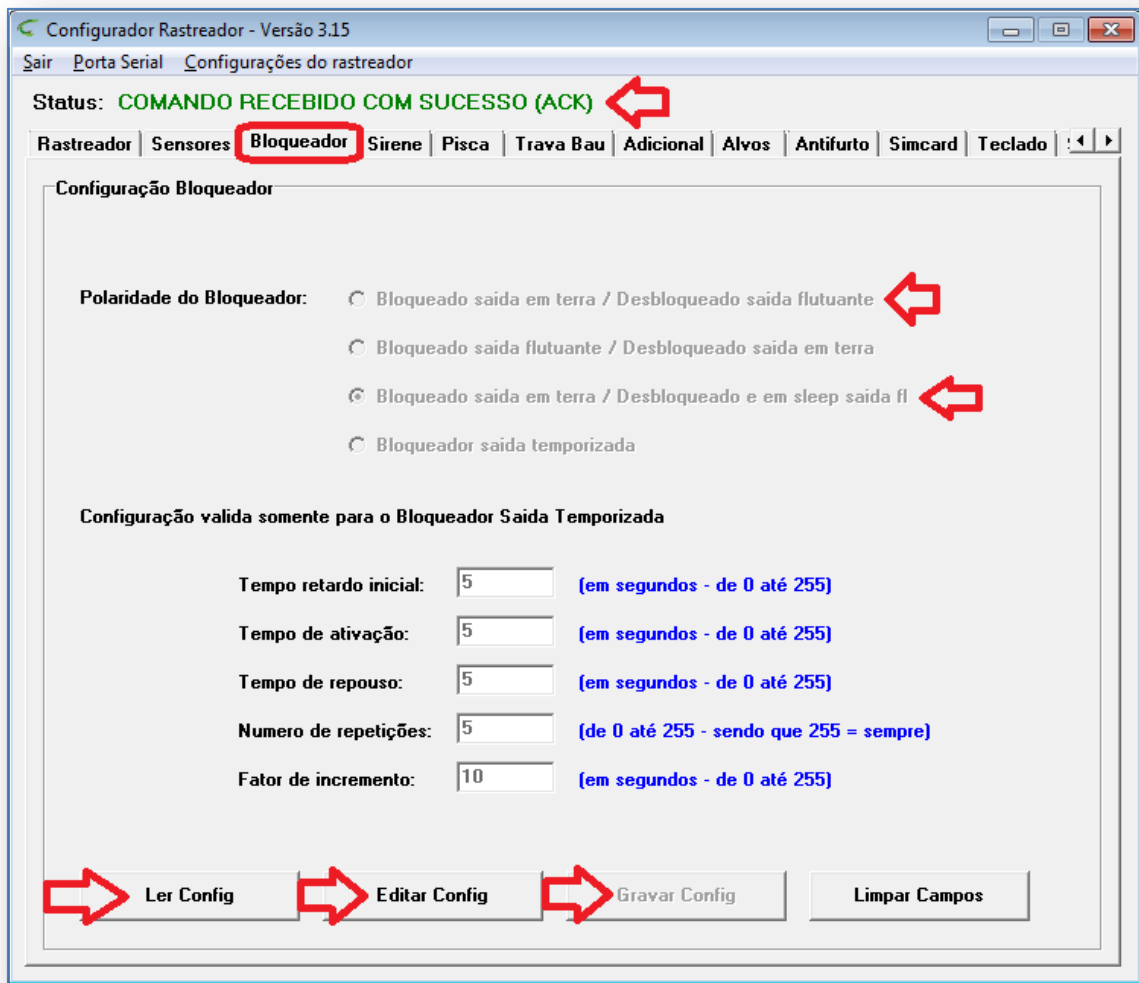 Configurador Rastreador - Versão 3.15
Sair Porta Serial Configurações do rastreador
Status: COMANDO RECEBIDO COM SUCESSO (ACK)
Rastreador Sensores Bloqueador Sirene Pisca Trava Bau Adicional Alvos Antifurto Simcard Teclado
Configuração Bloqueador
Polaridade do Bloqueador: Bloqueado saida em terra / Desbloqueado saida flutuante
Bloqueado saida flutuante / Desbloqueado saida em terra
Bloqueado saida em terra / Desbloqueado e em sleep saida fl
Bloqueador saida temporizada
Configuração valida somente para o Bloqueador Saida Temporizada
Tempo retardo inicial: 5 (em segundos - de 0 até 255)
Tempo de ativação: 5 (em segundos - de 0 até 255)
Tempo de repouso: 5 (em segundos - de 0 até 255)
Numero de repetições: 5 (de 0 até 255 - sendo que 255 = sempre)
Fator de incremento: 10 (em segundos - de 0 até 255)
Ler Config Editar Config Gravar Config Limpar Campos